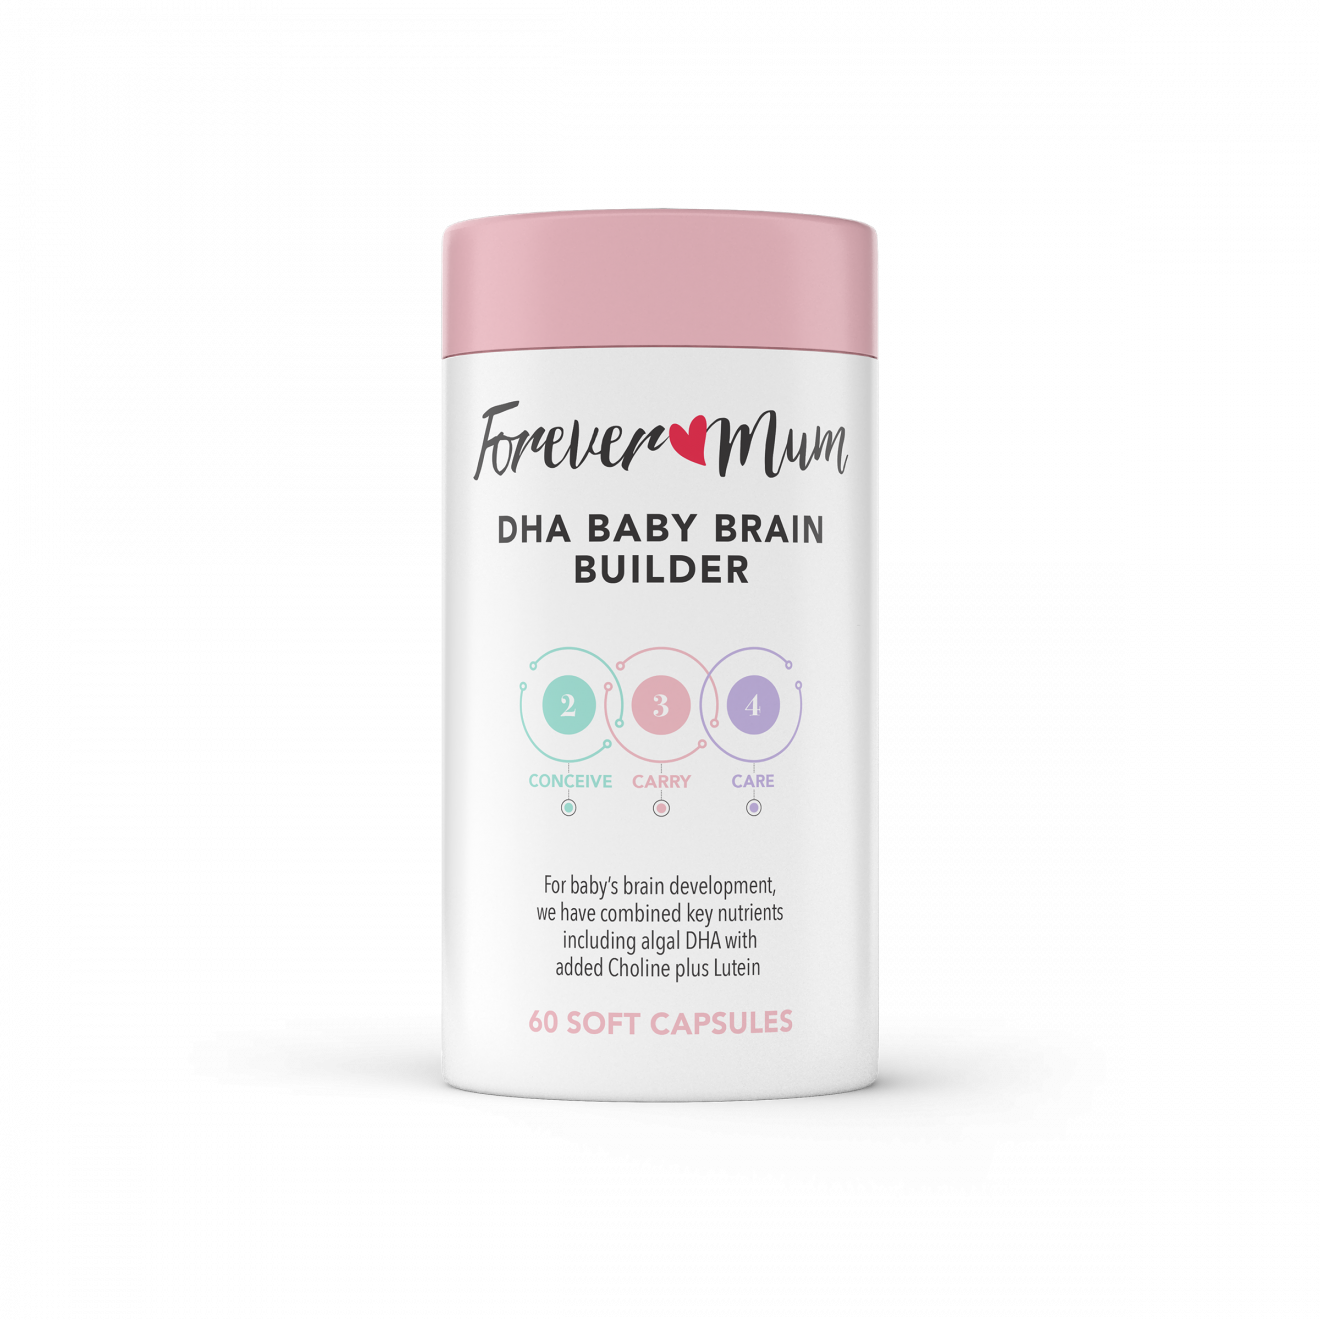 Forever Mum
DHA BABY BRAIN
BUILDER
2 3 4
CONCEIVE CARRY CARE
For baby's brain development,
we have combined key nutrients
including algal DHA with
added Choline plus Lutein
60 SOFT CAPSULES